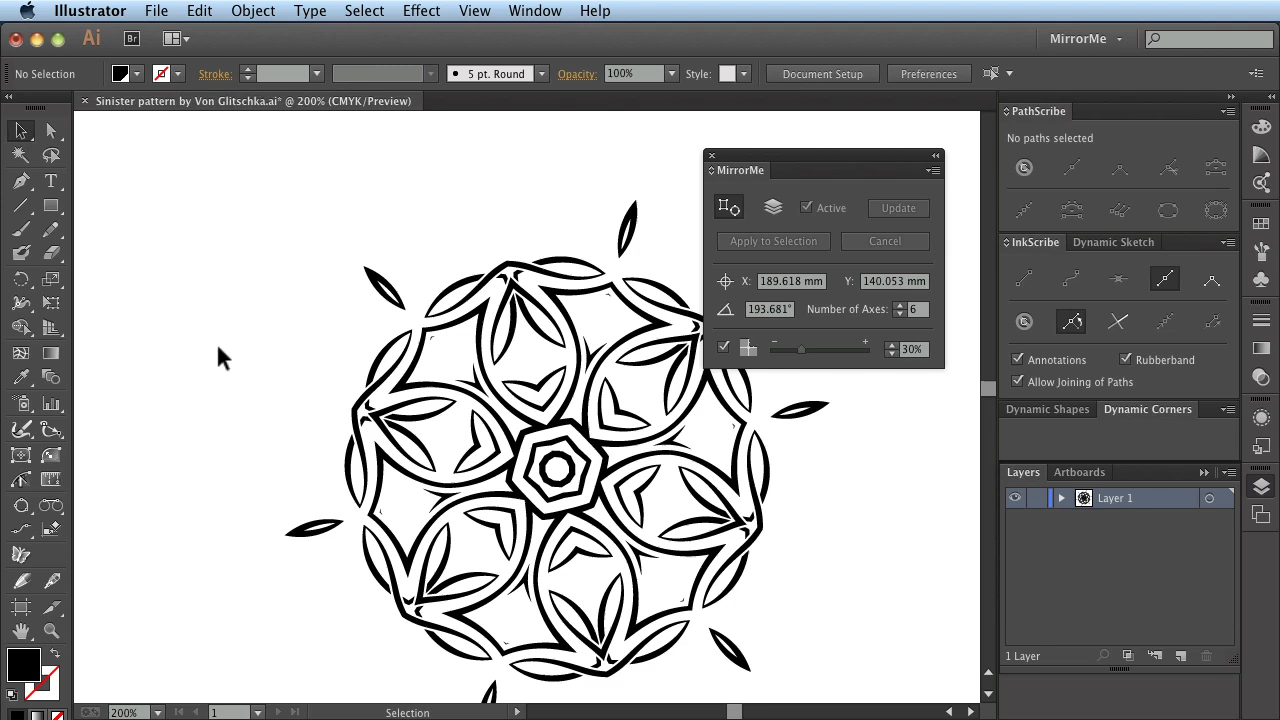 Illustrator File Edit Object Type Select Effect View Window Help
Ai Br MirrorMe
No Selection Stroke: 5 pt. Round Opacity: 100% Style: Document Setup Preferences
Sinister pattern by Von Glitschka.ai* @ 200% (CMYK/Preview)
PathScribe
No paths selected
MirrorMe
Active Update
Apply to Selection Cancel
X: 189.618 mm Y: 140.053 mm
193.681° Number of Axes: 6
30%
InkScribe Dynamic Sketch
Annotations Rubberband
Allow Joining of Paths
Dynamic Shapes Dynamic Corners
Layers Artboards
Layer 1
1 Layer
200% 1 Selection